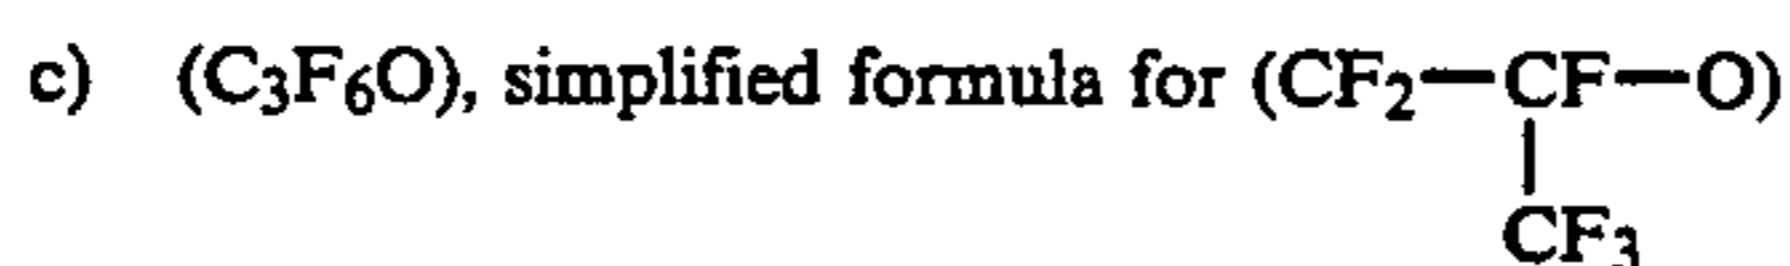 c) (C3F6O), simplified formula for (CF2—CF—O)
CF3